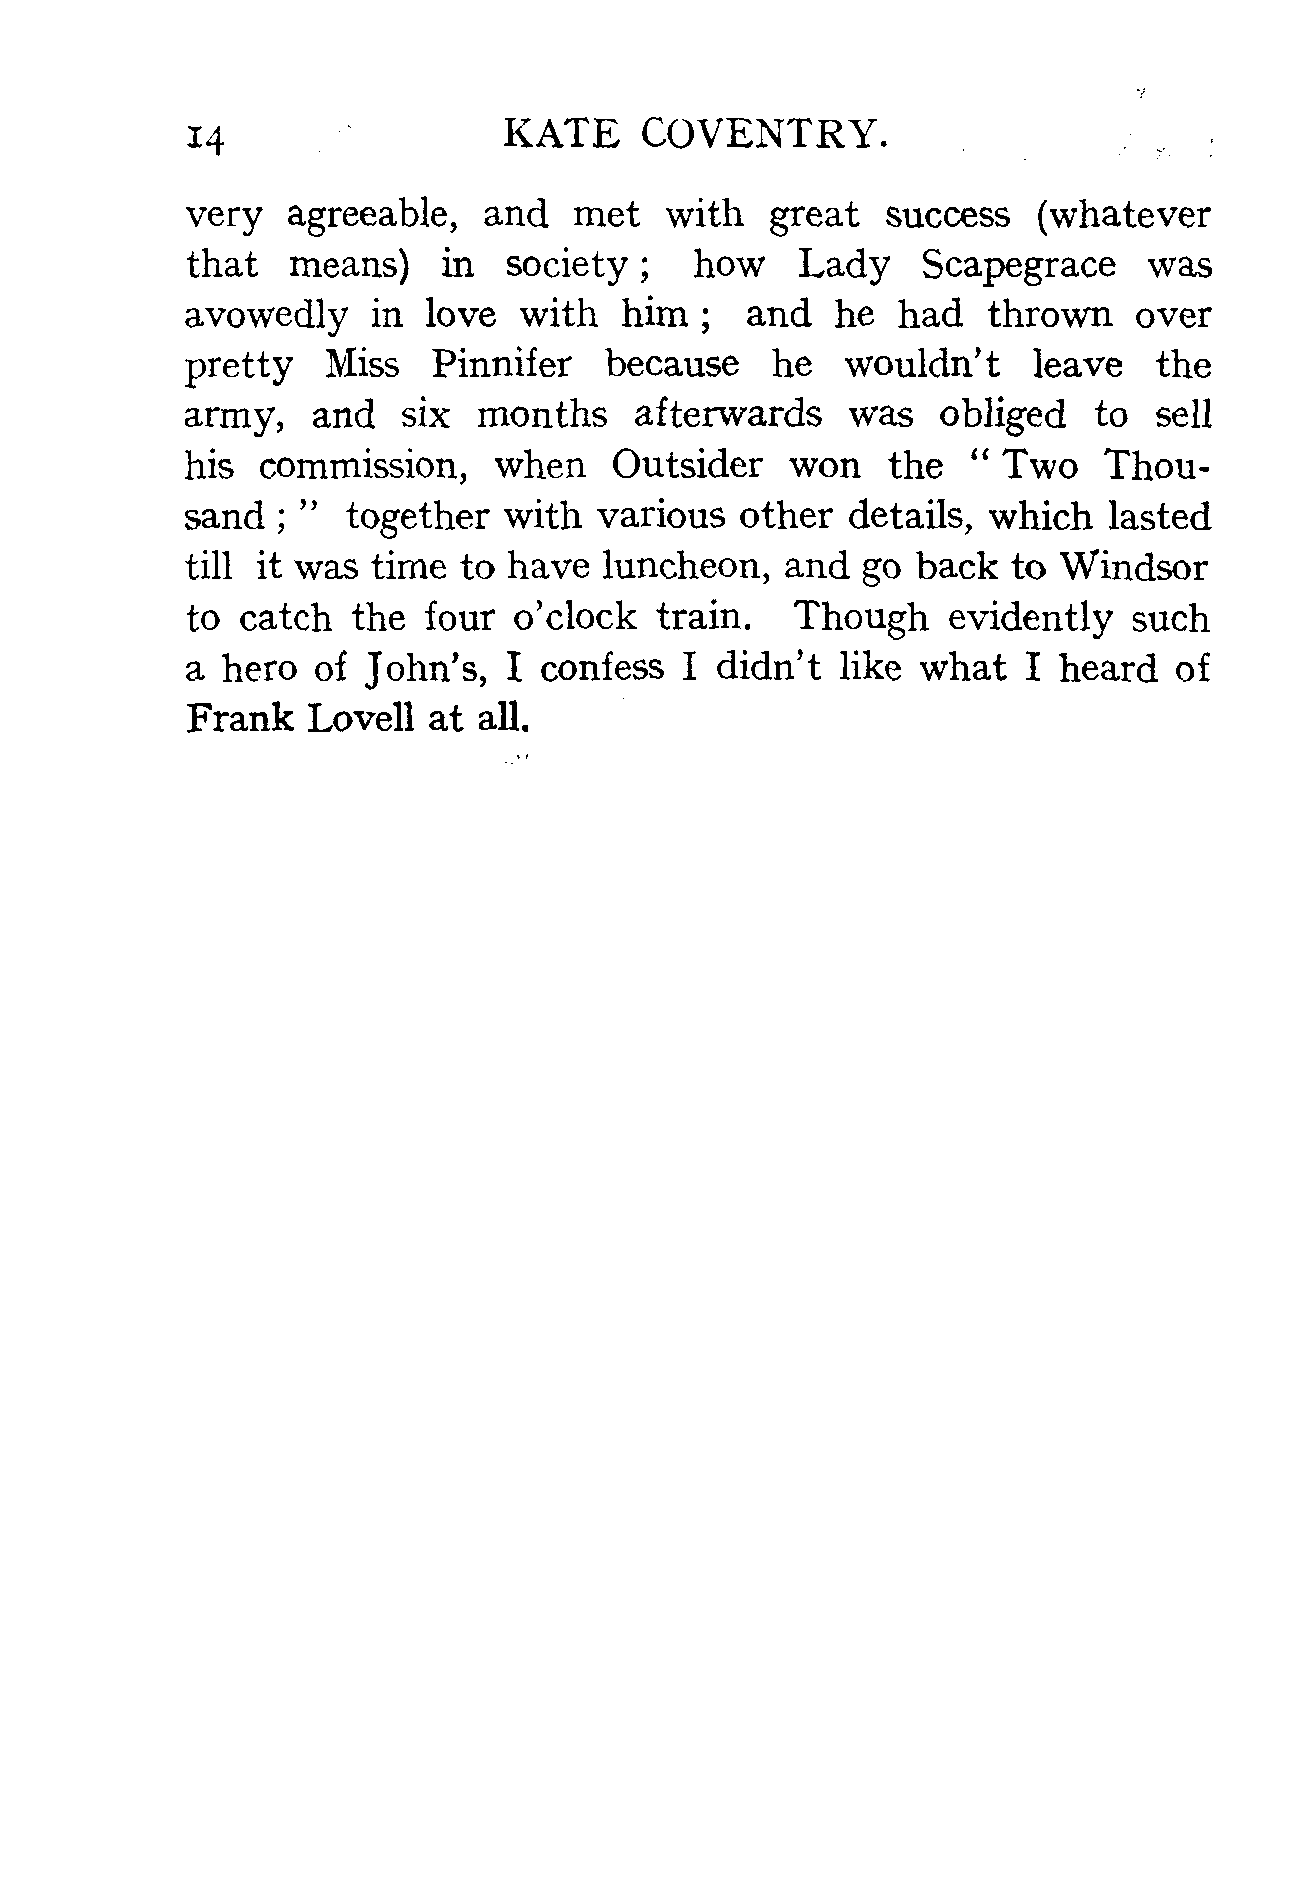 14 KATE COVENTRY.
very agreeable, and met with great success (whatever
that means) in society ; how Lady Scapegrace was
avowedly in love with him ; and he had thrown over
pretty Miss Pinnifer because he wouldn't leave the
army, and six months afterwards was obliged to sell
his commission, when Outsider won the " Two Thou-
sand ; " together with various other details, which lasted
till it was time to have luncheon, and go back to Windsor
to catch the four o'clock train. Though evidently such
a hero of John's, I confess I didn't like what I heard of
Frank Lovell at all.